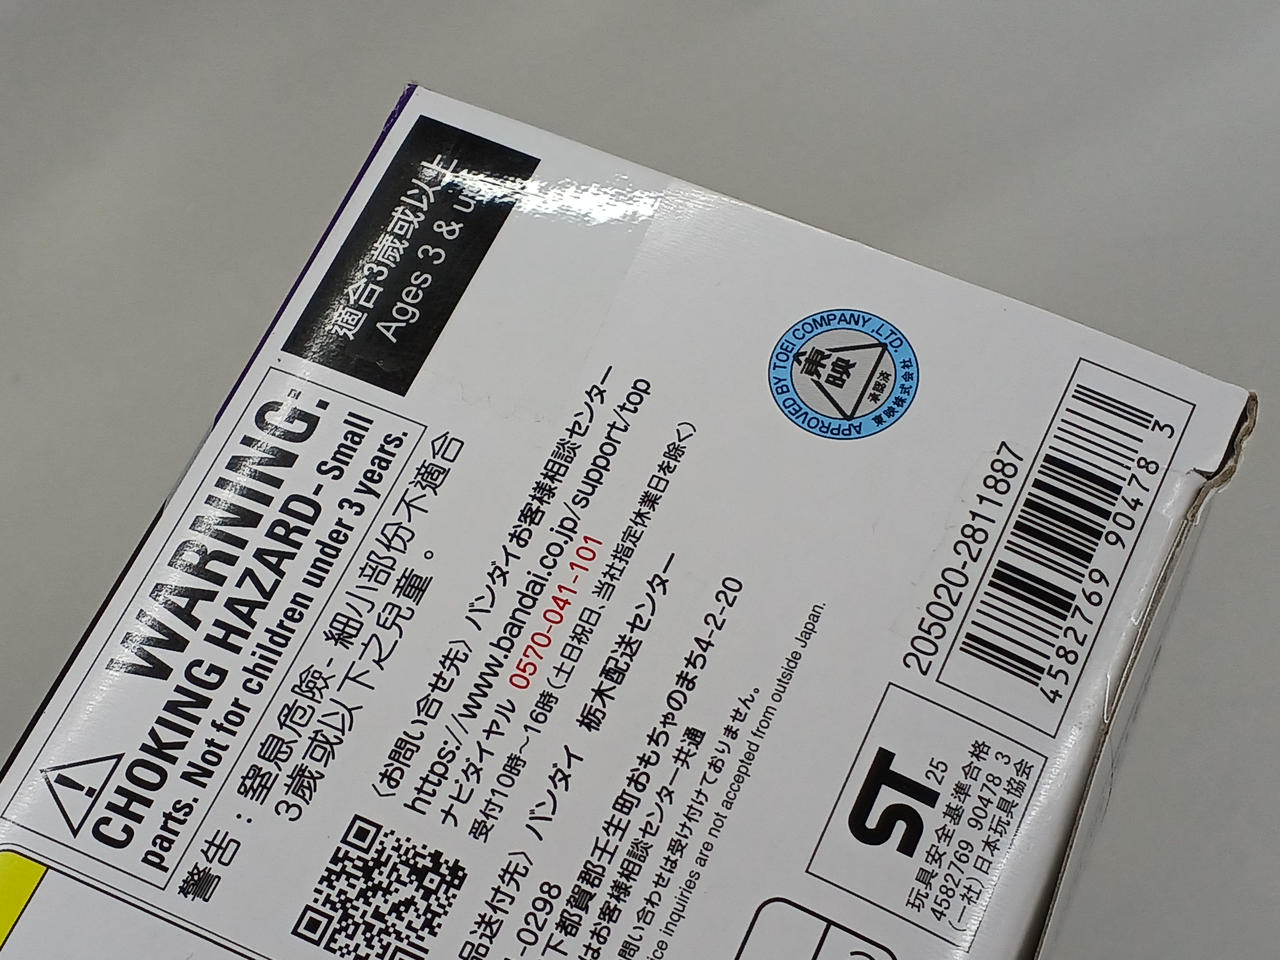 適合3歲或以上
Ages 3 & up
WARNING:
CHOKING HAZARD- Small
parts. Not for children under 3 years.
警告：窒息危險- 細小部份不適合
3歲或以下之兒童。
〈お問い合せ先〉バンダイお客様相談センター
https://www.bandai.co.jp/support/top
ナビダイヤル 0570-041-101
受付10時〜16時(土日祝日、当社指定休業日を除く)
品送付先〉バンダイ 栃木配送センター
-0298
下都賀郡壬生町おもちゃのまち4-2-20
はお客様相談センター共通
問い合わせは受け付けておりません。
ice inquiries are not accepted from outside Japan.
APPROVED BY TOEI COMPANY, LTD.
東映
承認済
東映株式会社
205020-2811887
4582769 904783
ST
25
玩具安全基準合格
4582769 90478 3
(一社)日本玩具協会